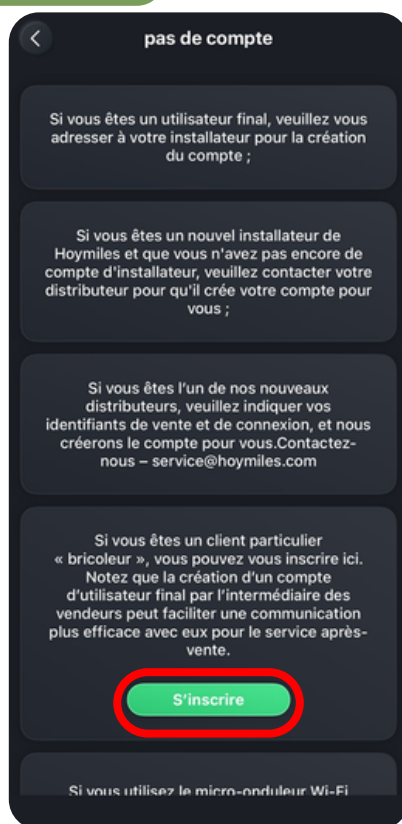 pas de compte
Si vous êtes un utilisateur final, veuillez vous
adresser à votre installateur pour la création
du compte ;
Si vous êtes un nouvel installateur de
Hoymiles et que vous n'avez pas encore de
compte d'installateur, veuillez contacter votre
distributeur pour qu'il crée votre compte pour
vous ;
Si vous êtes l’un de nos nouveaux
distributeurs, veuillez indiquer vos
identifiants de vente et de connexion, et nous
créerons le compte pour vous.Contactez-
nous – service@hoymiles.com
Si vous êtes un client particulier
« bricoleur », vous pouvez vous inscrire ici.
Notez que la création d’un compte
d’utilisateur final par l’intermédiaire des
vendeurs peut faciliter une communication
plus efficace avec eux pour le service après-
vente.
S’inscrire
Si vous utilisez le micro-onduleur Wi-Fi